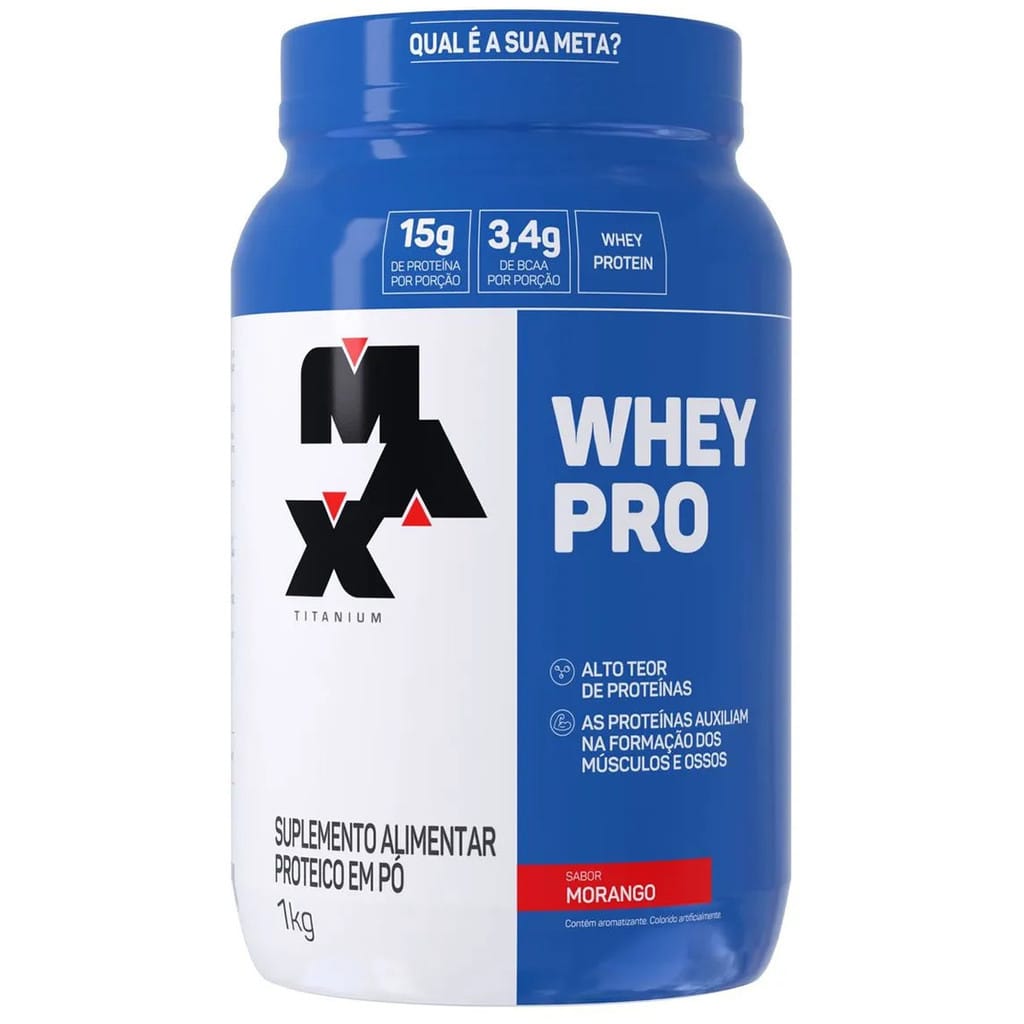 QUAL É A SUA META?
15g
DE PROTEÍNA
POR PORÇÃO
3,4g
DE BCAA
POR PORÇÃO
WHEY
PROTEIN
MAX
TITANIUM
WHEY
PRO
ALTO TEOR
DE PROTEÍNAS
AS PROTEÍNAS AUXILIAM
NA FORMAÇÃO DOS
MÚSCULOS E OSSOS
SUPLEMENTO ALIMENTAR
PROTEICO EM PÓ
1kg
SABOR
MORANGO
Contém aromatizante. Colorido artificialmente.